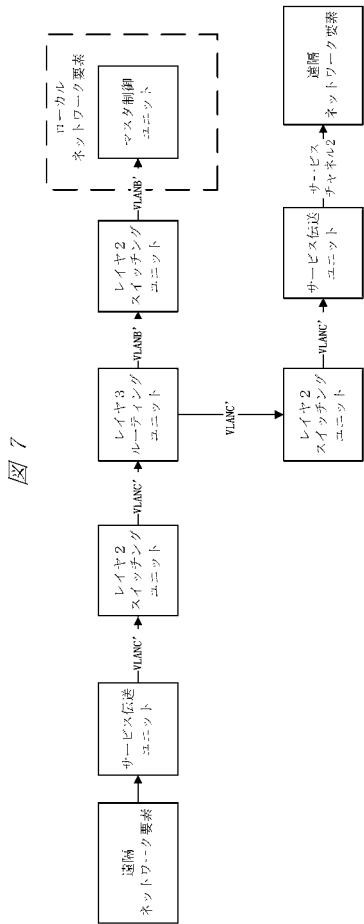 図 7
遠隔
ネットワーク要素
サービス伝送
ユニット
VLANC'
レイヤ2
スイッチング
ユニット
VLANC'
レイヤ3
ルーティング
ユニット
VLANB'
レイヤ2
スイッチング
ユニット
VLANB'
ローカル
ネットワーク要素
マスタ制御
ユニット
VLANC'
レイヤ2
スイッチング
ユニット
VLANC'
サービス伝送
ユニット
サービス
チャネル2
遠隔
ネットワーク要素